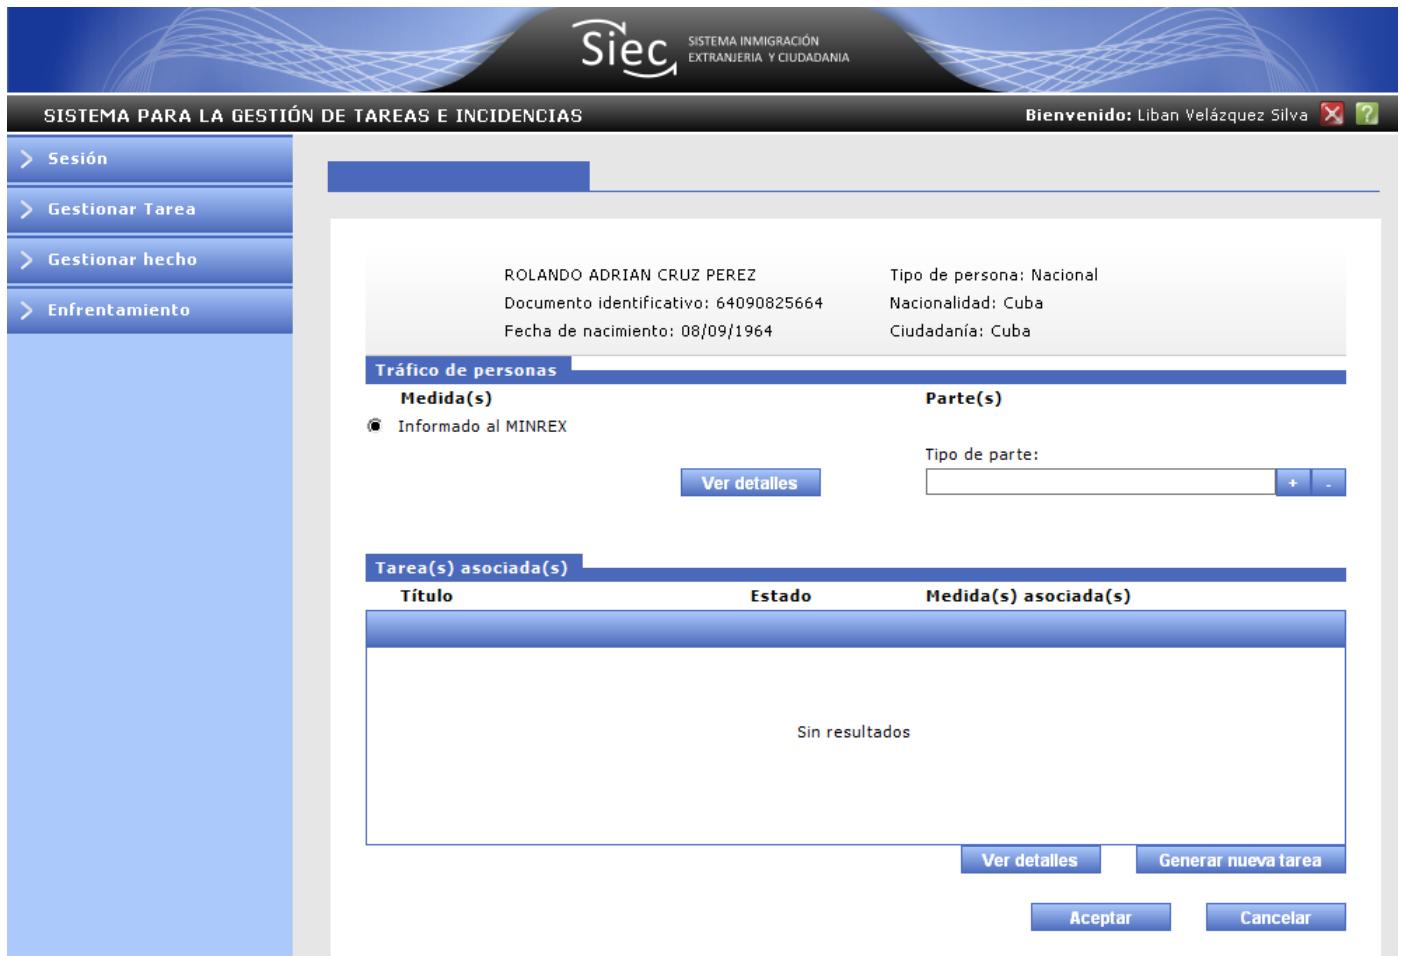 Siec
SISTEMA INMIGRACIÓN
EXTRANJERIA Y CIUDADANIA
SISTEMA PARA LA GESTIÓN DE TAREAS E INCIDENCIAS
Bienvenido: Liban Velázquez Silva
Sesión
Gestionar Tarea
Gestionar hecho
Enfrentamiento
ROLANDO ADRIAN CRUZ PEREZ
Tipo de persona: Nacional
Documento identificativo: 64090825664
Nacionalidad: Cuba
Fecha de nacimiento: 08/09/1964
Ciudadanía: Cuba
Tráfico de personas
Medida(s)
Parte(s)
Informado al MINREX
Tipo de parte:
Ver detalles
+ -
Tarea(s) asociada(s)
Título
Estado
Medida(s) asociada(s)
Sin resultados
Ver detalles
Generar nueva tarea
Aceptar
Cancelar